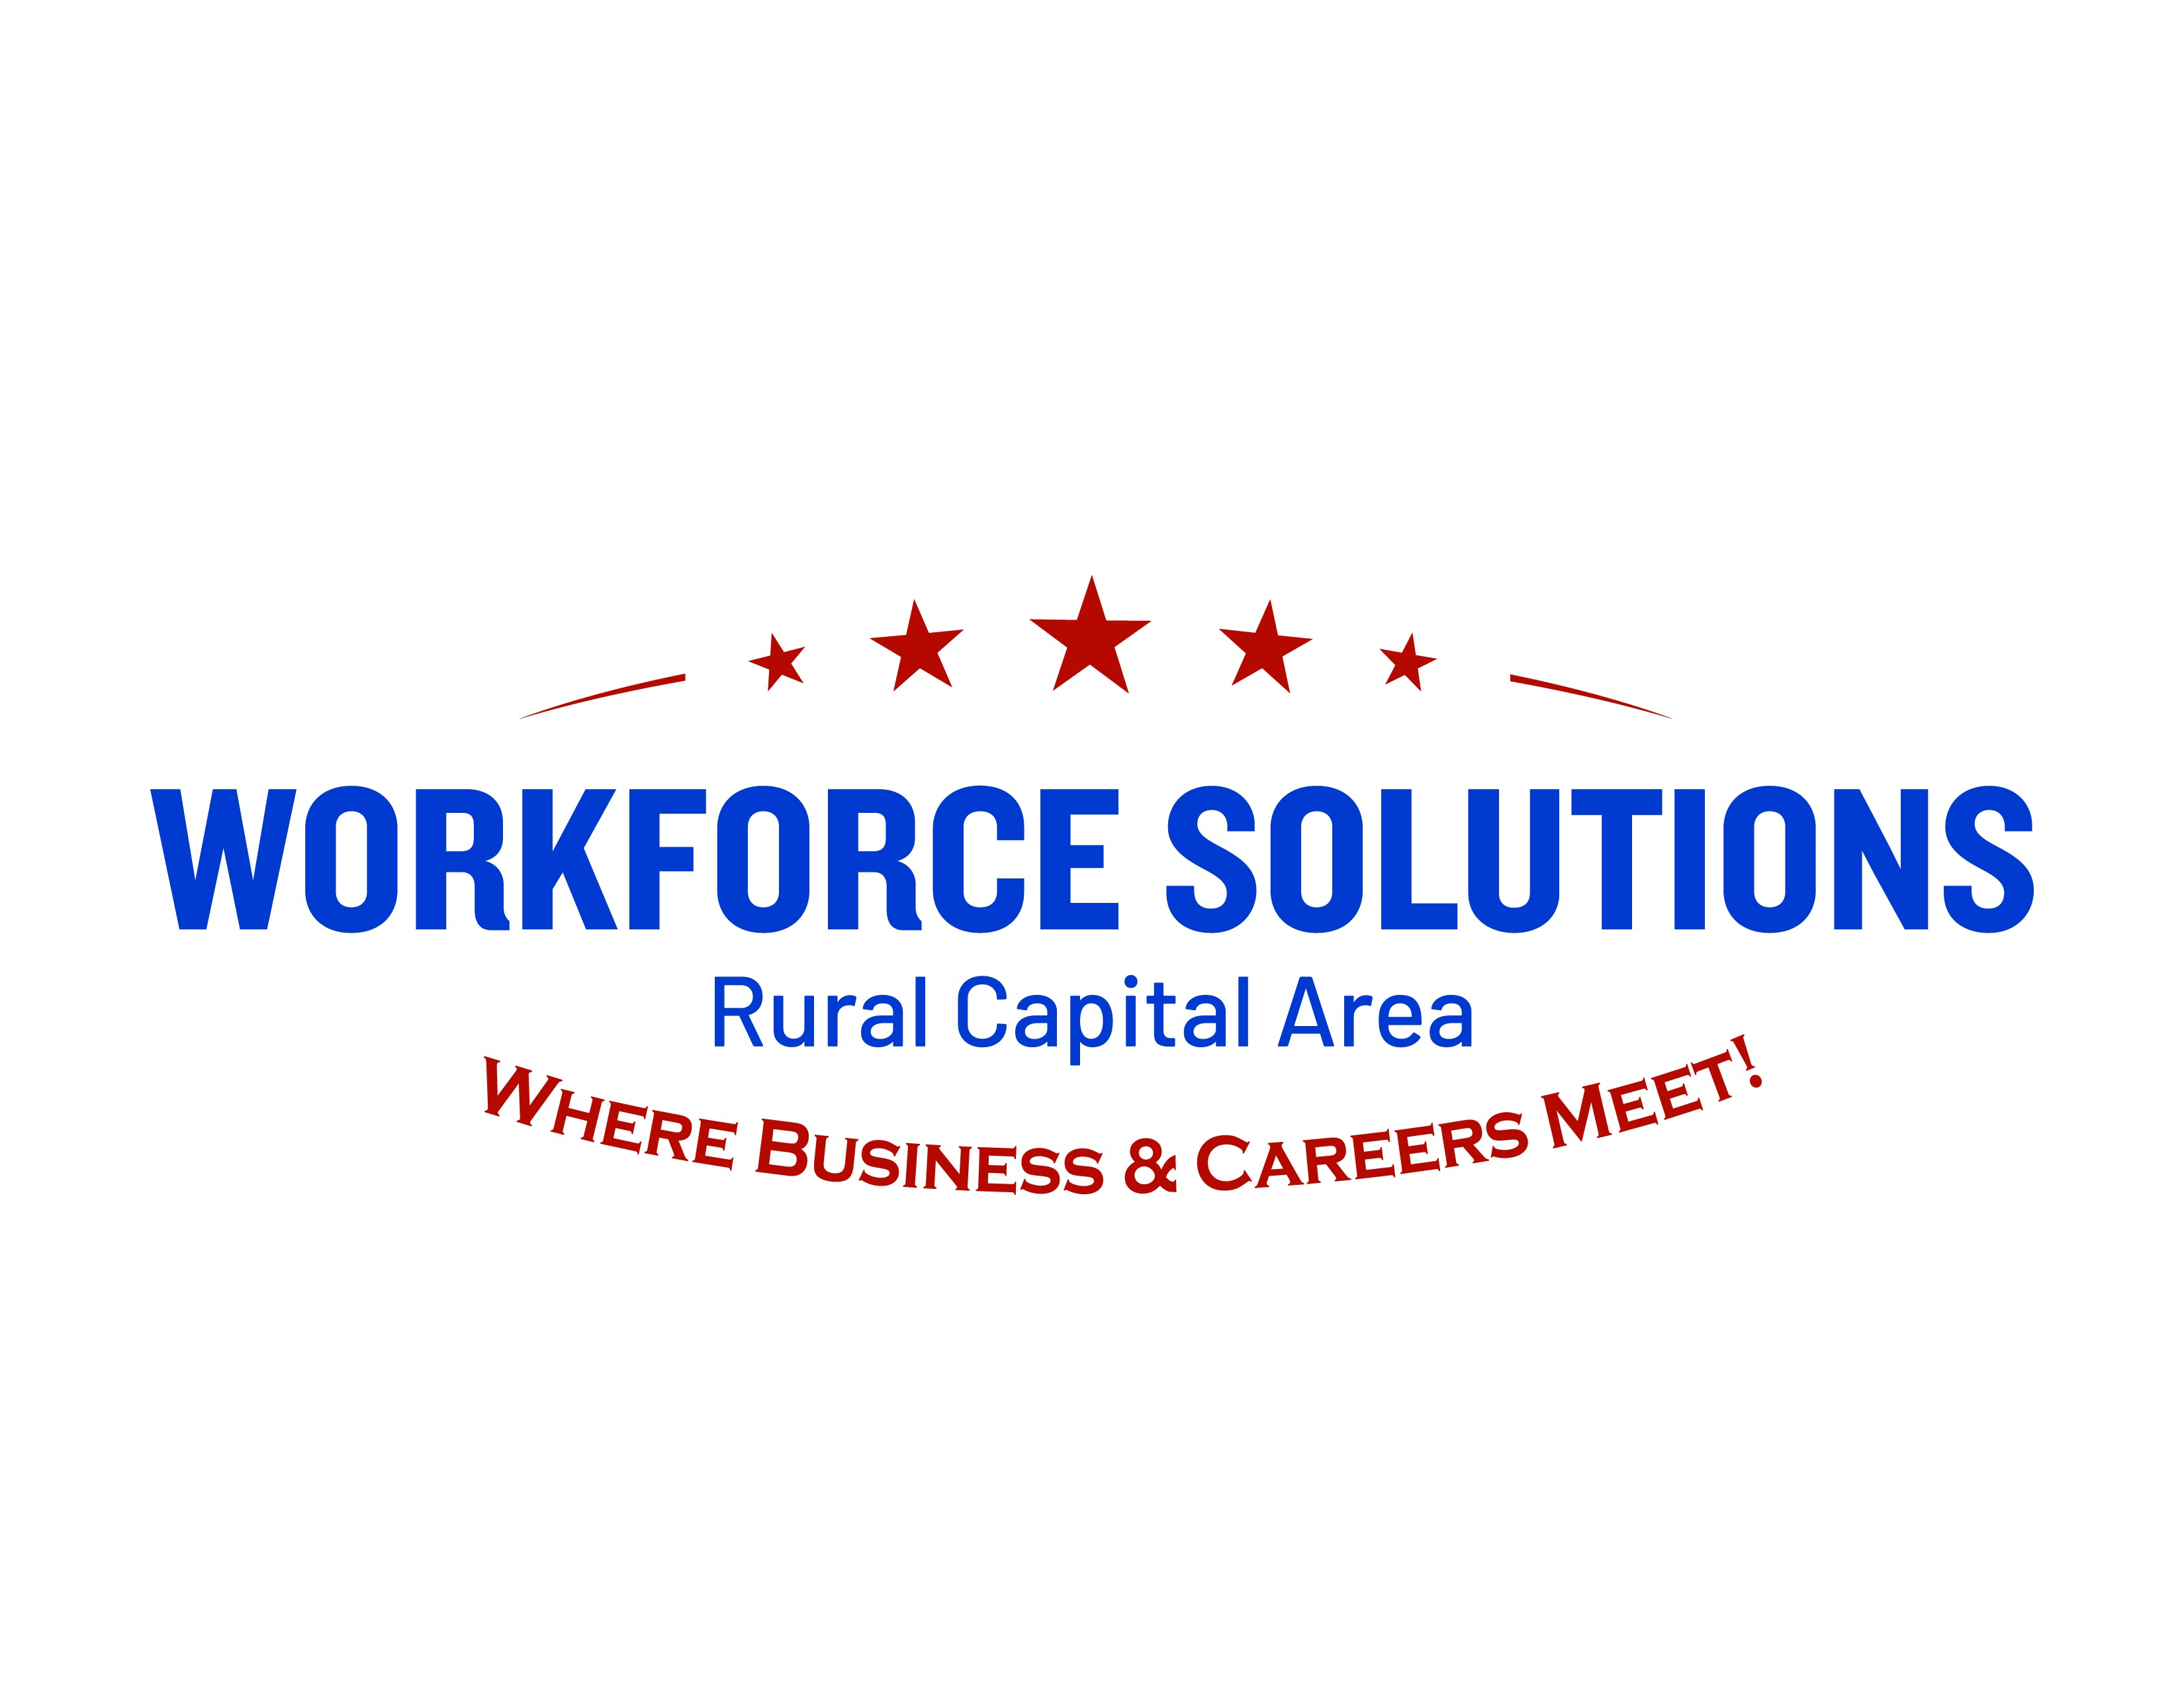 WORKFORCE SOLUTIONS
Rural Capital Area
WHERE BUSINESS & CAREERS MEET!